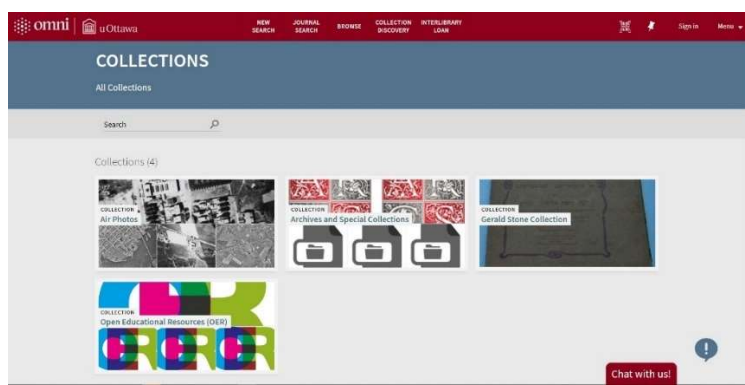 omni uOttawa
NEW SEARCH
JOURNAL SEARCH
BROWSE
COLLECTION DISCOVERY
INTERLIBRARY LOAN
Sign in
Menu
COLLECTIONS
All Collections
Search
Collections (4)
COLLECTION
Air Photos
COLLECTION
Archives and Special Collections
COLLECTION
Gerald Stone Collection
COLLECTION
Open Educational Resources (OER)
Chat with us!